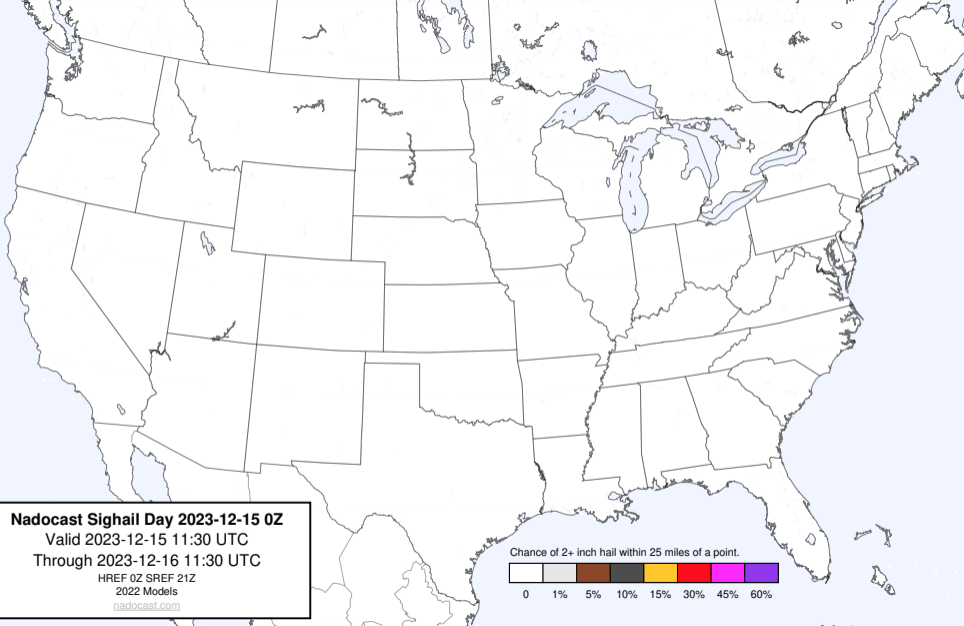 Nadocast Sighail Day 2023-12-15 0Z
Valid 2023-12-15 11:30 UTC
Through 2023-12-16 11:30 UTC
HREF 0Z SREF 21Z
2022 Models
nadocast.com
Chance of 2+ inch hail within 25 miles of a point.
0 1% 5% 10% 15% 30% 45% 60%